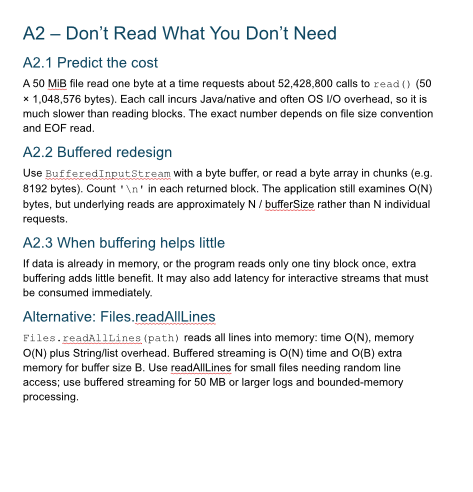 A2 – Don’t Read What You Don’t Need
A2.1 Predict the cost
A 50 MiB file read one byte at a time requests about 52,428,800 calls to read() (50
× 1,048,576 bytes). Each call incurs Java/native and often OS I/O overhead, so it is
much slower than reading blocks. The exact number depends on file size convention
and EOF read.
A2.2 Buffered redesign
Use BufferedInputStream with a byte buffer, or read a byte array in chunks (e.g.
8192 bytes). Count '\n' in each returned block. The application still examines O(N)
bytes, but underlying reads are approximately N / bufferSize rather than N individual
requests.
A2.3 When buffering helps little
If data is already in memory, or the program reads only one tiny block once, extra
buffering adds little benefit. It may also add latency for interactive streams that must
be consumed immediately.
Alternative: Files.readAllLines
Files.readAllLines(path) reads all lines into memory: time O(N), memory
O(N) plus String/list overhead. Buffered streaming is O(N) time and O(B) extra
memory for buffer size B. Use readAllLines for small files needing random line
access; use buffered streaming for 50 MB or larger logs and bounded-memory
processing.